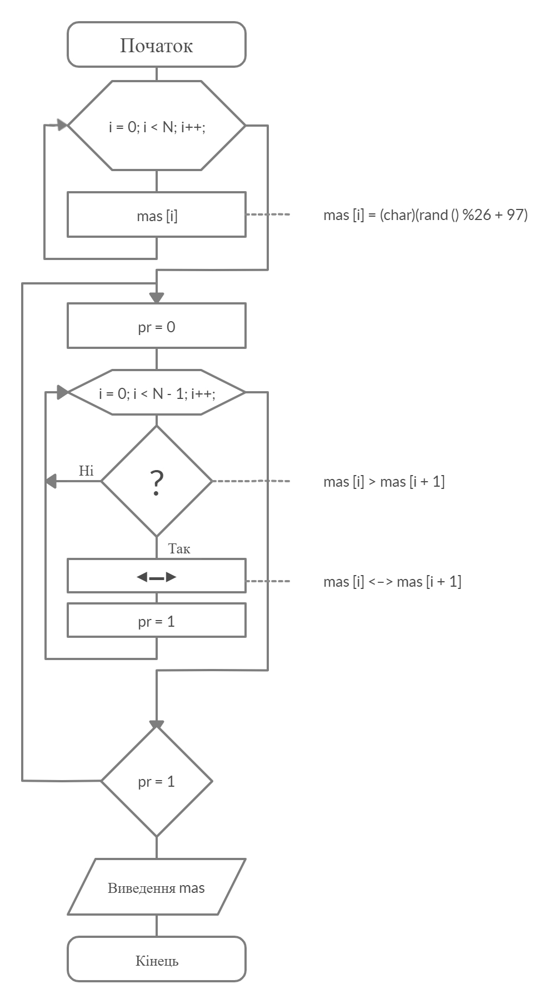 Початок
i = 0; i < N; i++;
mas [i]
mas [i] = (char)(rand () %26 + 97)
pr = 0
i = 0; i < N - 1; i++;
Ні
?
mas [i] > mas [i + 1]
Так
mas [i] <–> mas [i + 1]
pr = 1
pr = 1
Виведення mas
Кінець